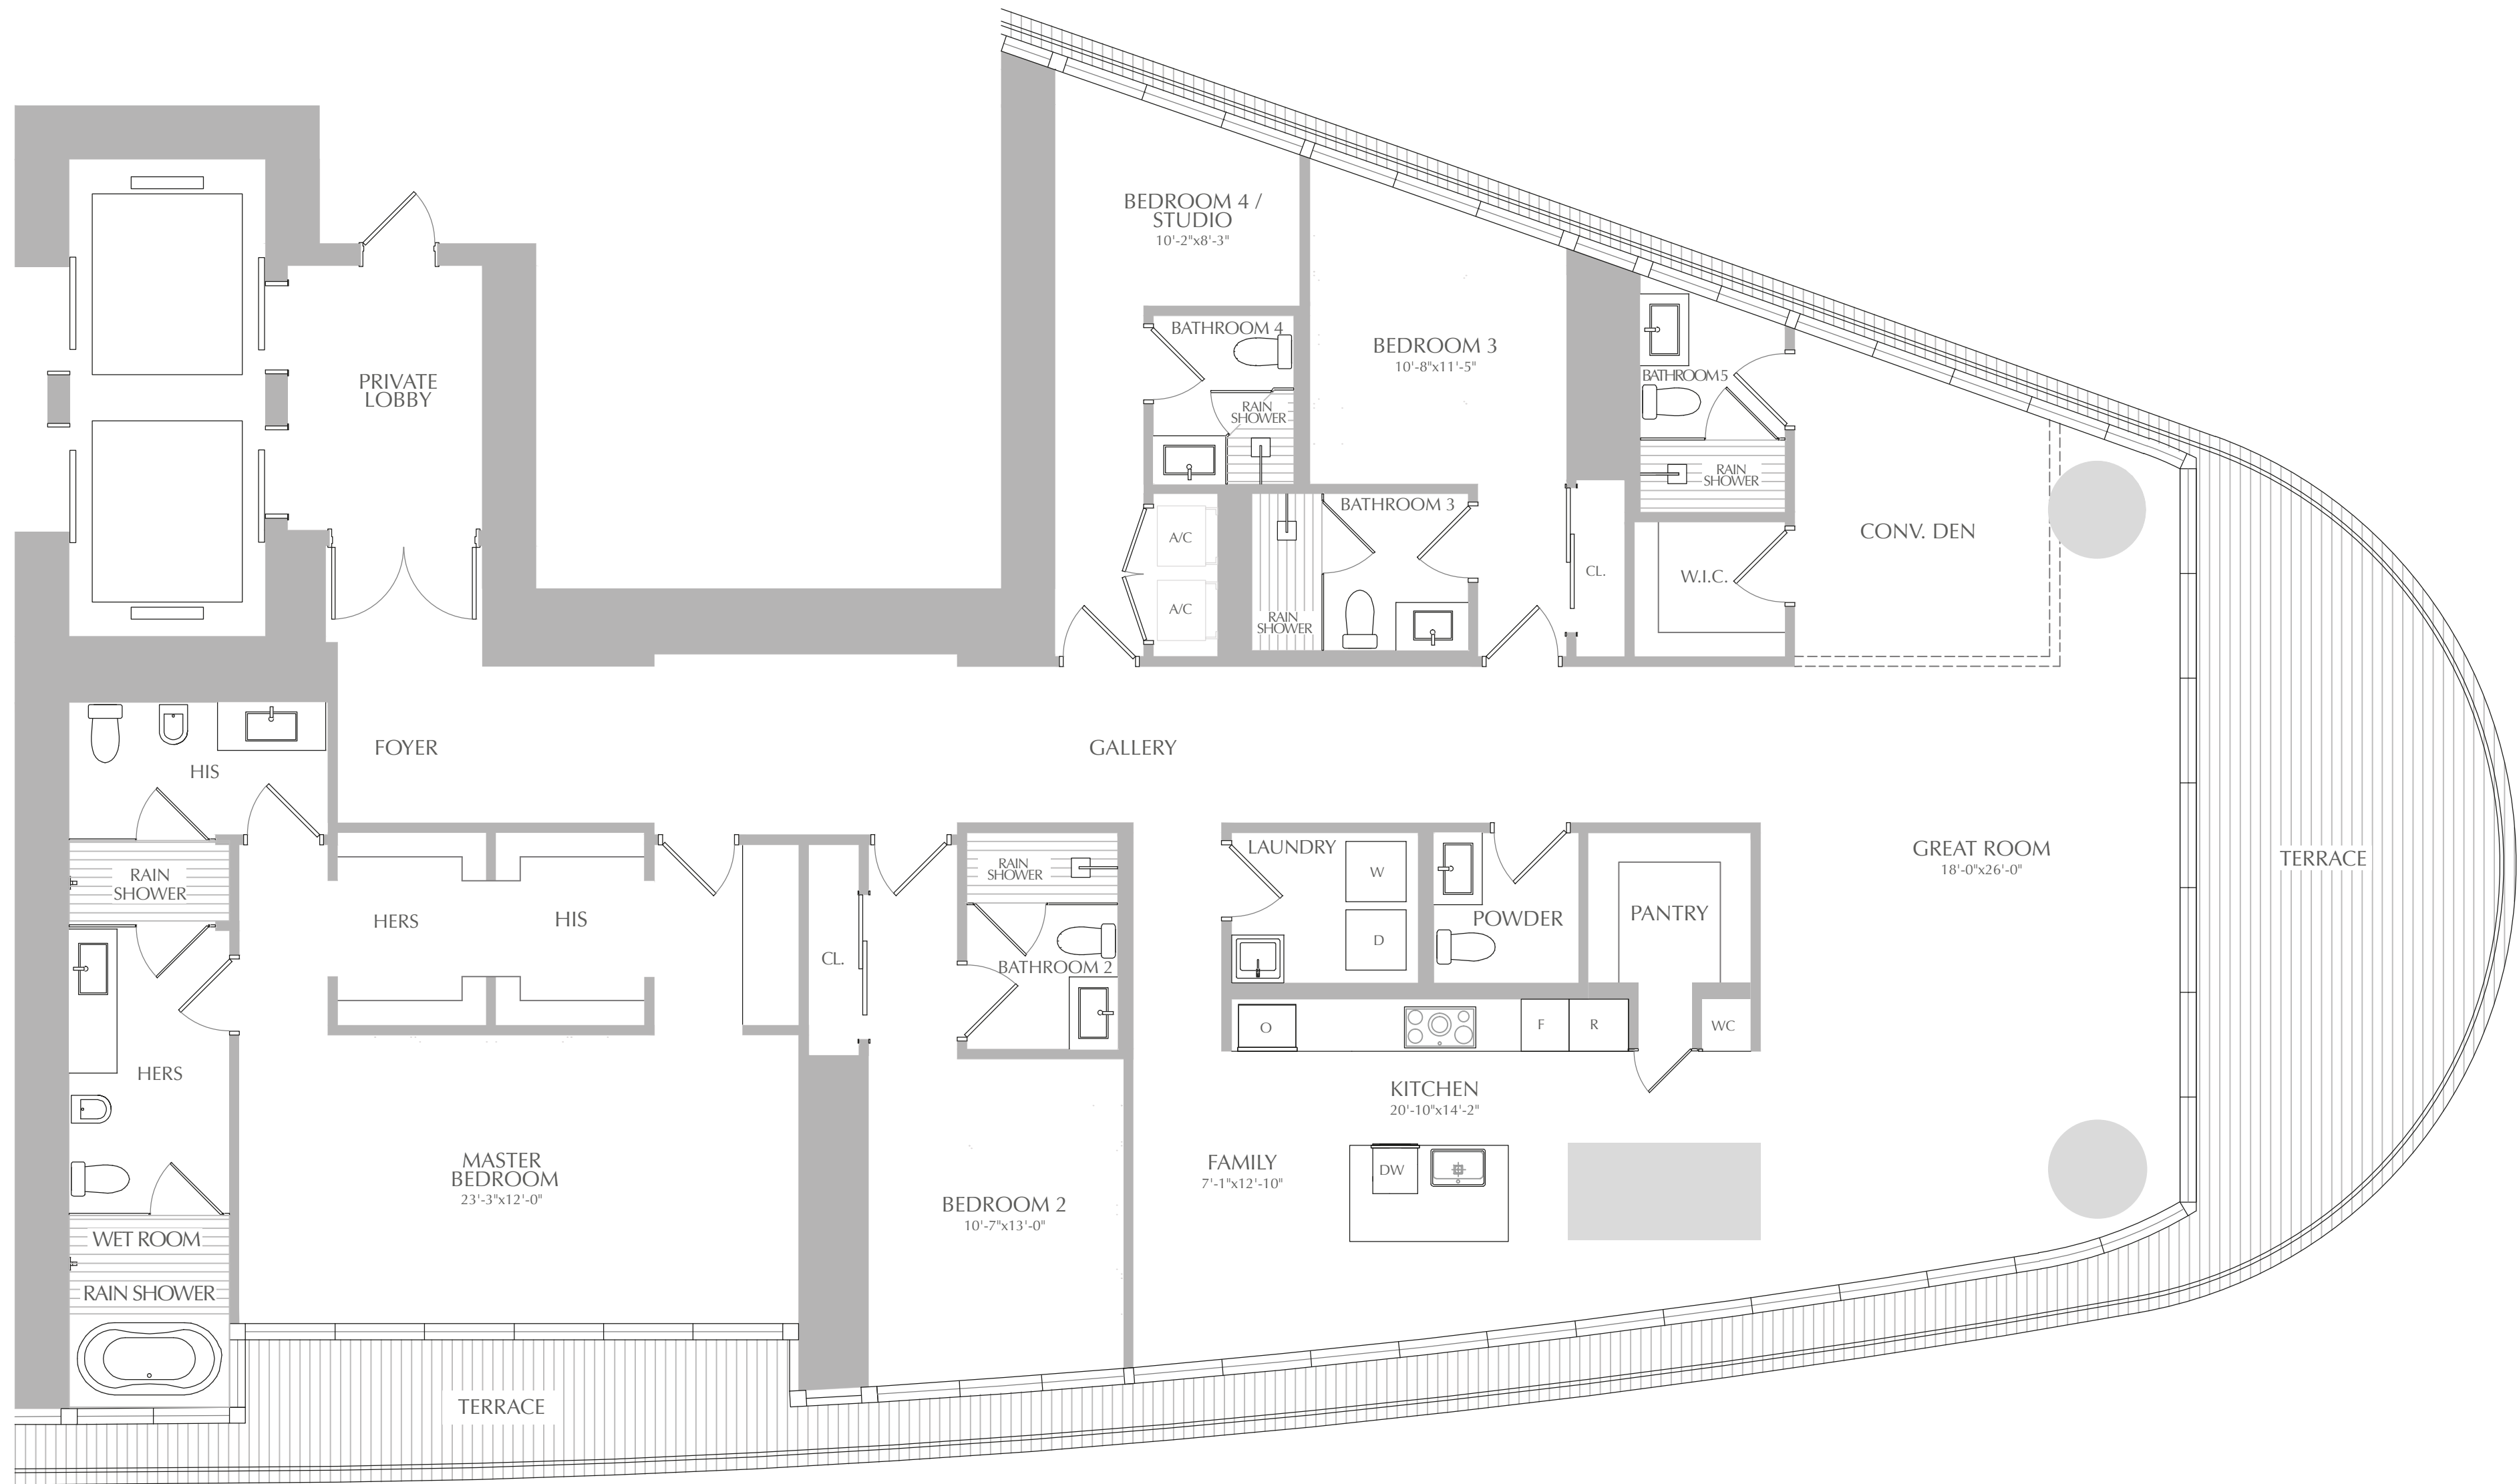 BEDROOM 4 /
STUDIO
10'-2"x8'-3"
BATHROOM 4
RAIN
SHOWER
BEDROOM 3
10'-8"x11'-5"
BATHROOM5
RAIN
SHOWER
PRIVATE
LOBBY
A/C
A/C
BATHROOM 3
RAIN
SHOWER
CL.
W.I.C.
CONV. DEN
HIS
FOYER
GALLERY
RAIN
SHOWER
HERS
HIS
CL.
RAIN
SHOWER
BATHROOM 2
LAUNDRY
W
D
POWDER
PANTRY
GREAT ROOM
18'-0"x26'-0"
TERRACE
O
F
R
WC
HERS
KITCHEN
20'-10"x14'-2"
MASTER
BEDROOM
23'-3"x12'-0"
BEDROOM 2
10'-7"x13'-0"
FAMILY
7'-1"x12'-10"
DW
WET ROOM
RAIN SHOWER
TERRACE